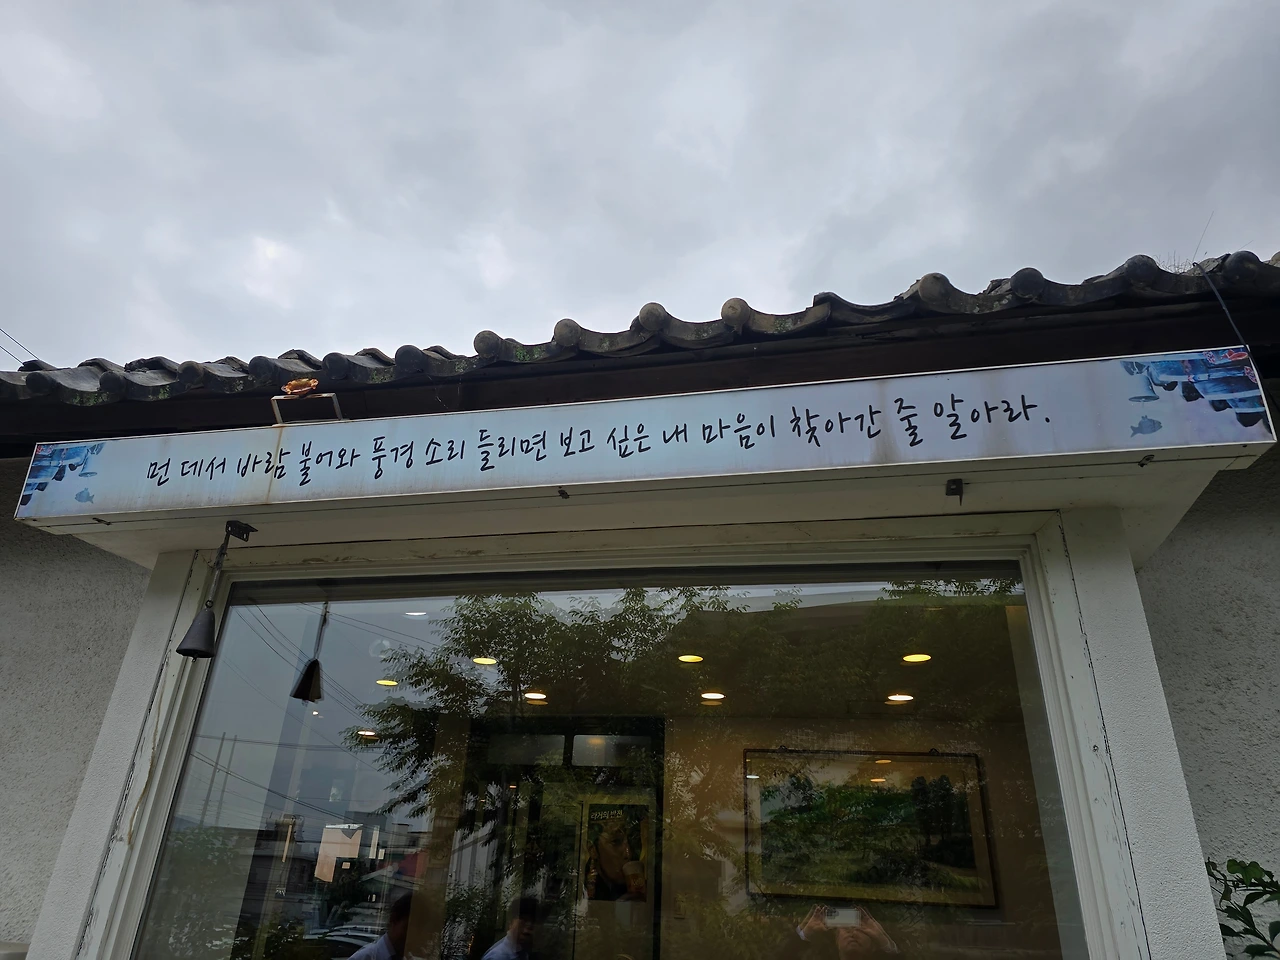 먼 데서 바람 불어와 풍경 소리 들리면 보고 싶은 내 마음이 찾아간 줄 알아라.